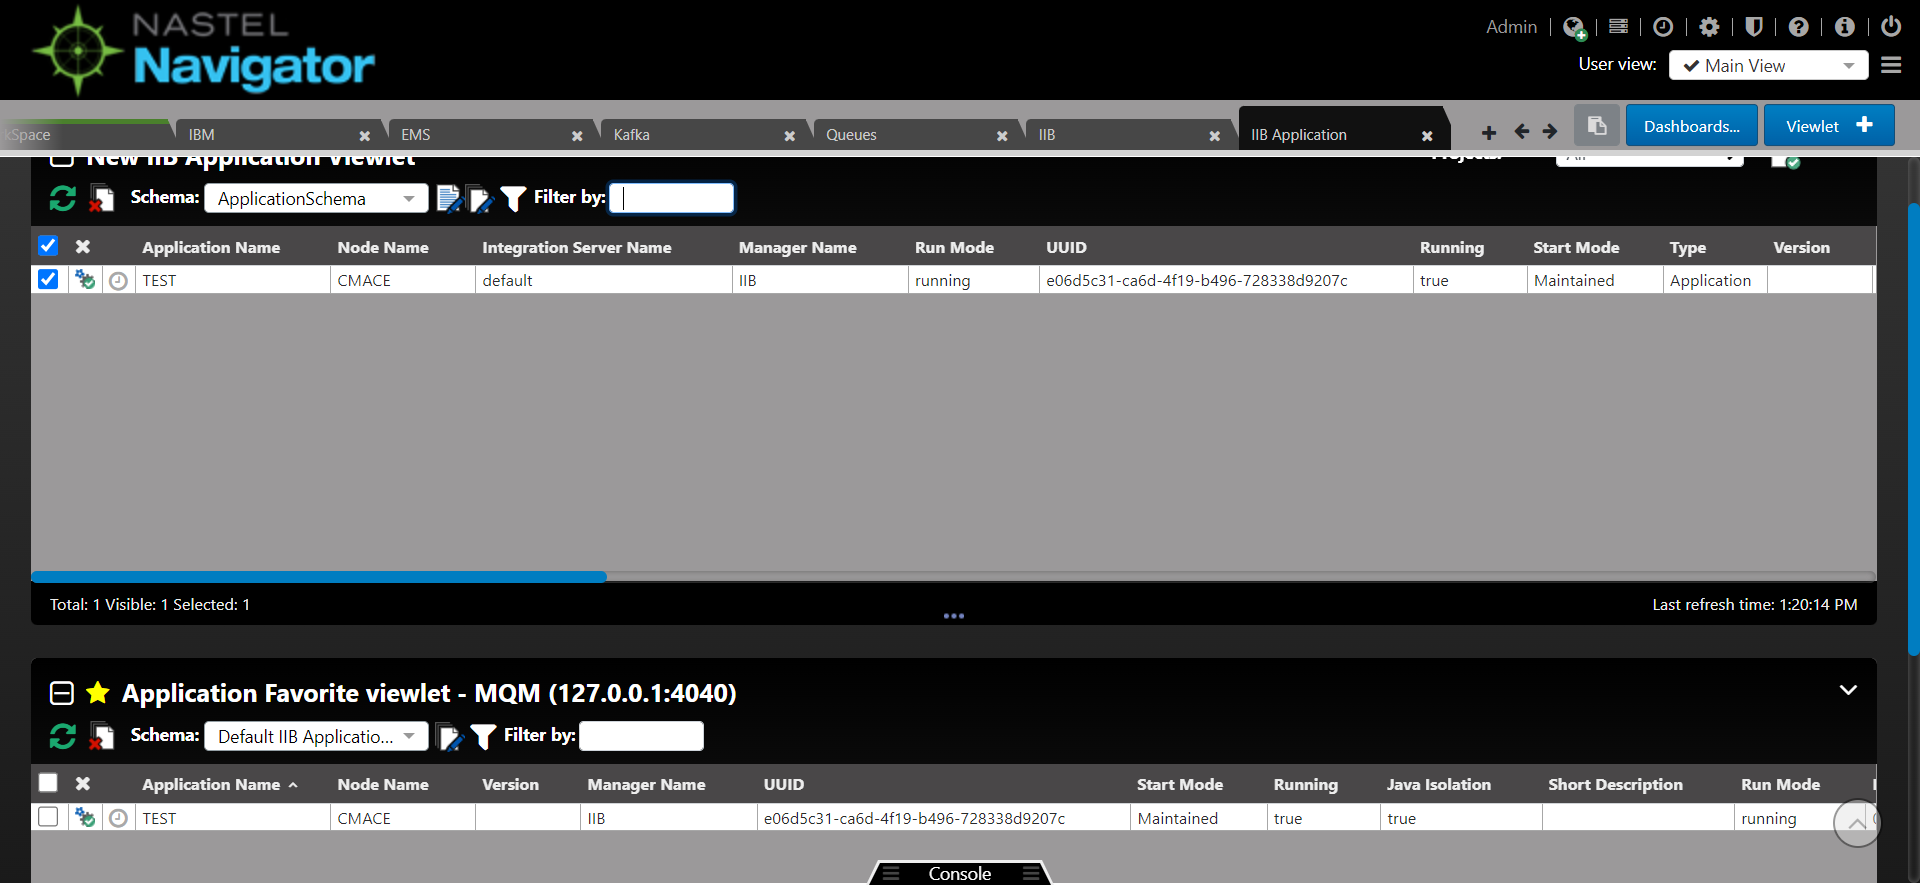 NASTEL
Navigator
Admin
User view: Main View
kSpace
IBM
EMS
Kafka
Queues
IIB
IIB Application
Dashboards...
Viewlet
New IIB Application Viewlet
Projects: All
Schema: ApplicationSchema Filter by:
Application Name Node Name Integration Server Name Manager Name Run Mode UUID Running Start Mode Type Version
TEST CMACE default IIB running e06d5c31-ca6d-4f19-b496-728338d9207c true Maintained Application
Total: 1 Visible: 1 Selected: 1
Last refresh time: 1:20:14 PM
Application Favorite viewlet - MQM (127.0.0.1:4040)
Schema: Default IIB Applicatio... Filter by:
Application Name Node Name Version Manager Name UUID Start Mode Running Java Isolation Short Description Run Mode
TEST CMACE IIB e06d5c31-ca6d-4f19-b496-728338d9207c Maintained true true running
Console